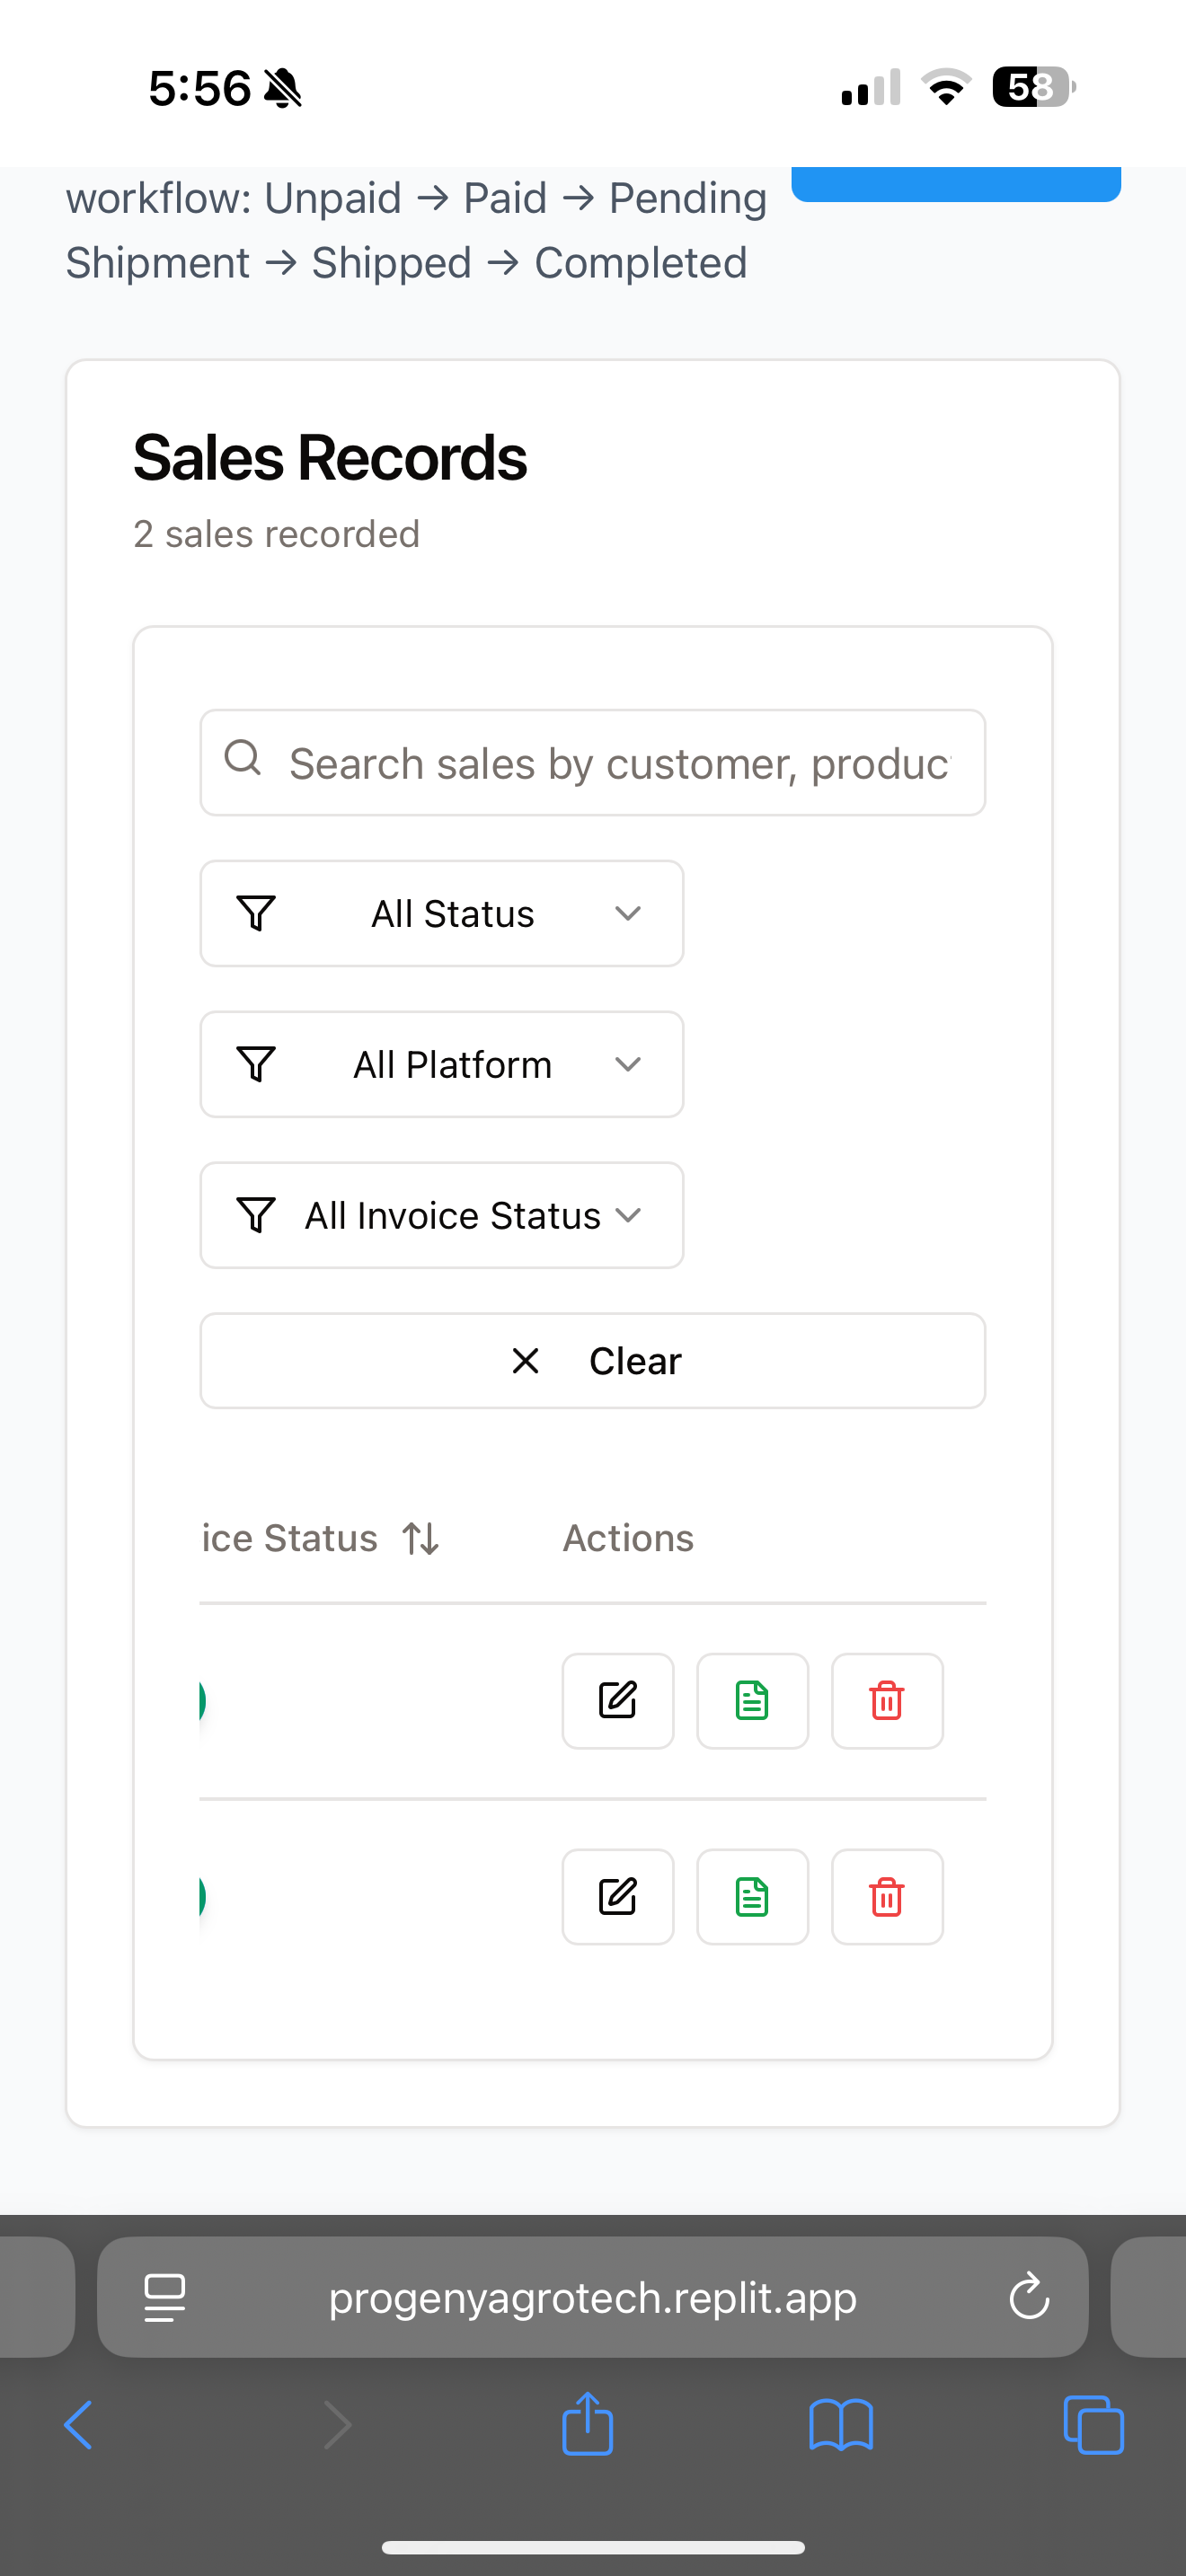 5:56
58
workflow: Unpaid → Paid → Pending
Shipment → Shipped → Completed
Sales Records
2 sales recorded
Search sales by customer, produc
All Status
All Platform
All Invoice Status
Clear
ice Status Actions
progenyagrotech.replit.app